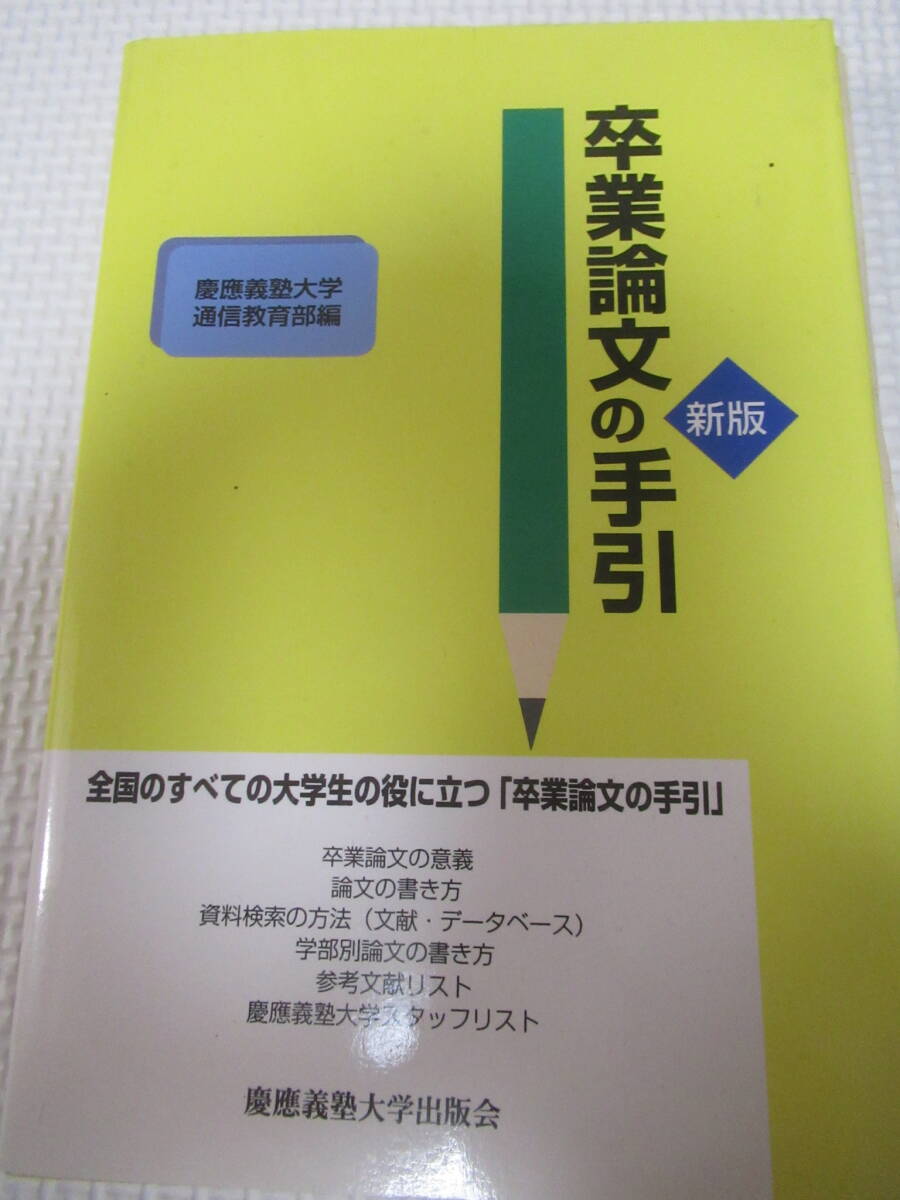 卒業論文の手引
新版
慶應義塾大学
通信教育部編
全国のすべての大学生の役に立つ「卒業論文の手引」
卒業論文の意義
論文の書き方
資料検索の方法（文献・データベース）
学部別論文の書き方
参考文献リスト
慶應義塾大学スタッフリスト
慶應義塾大学出版会